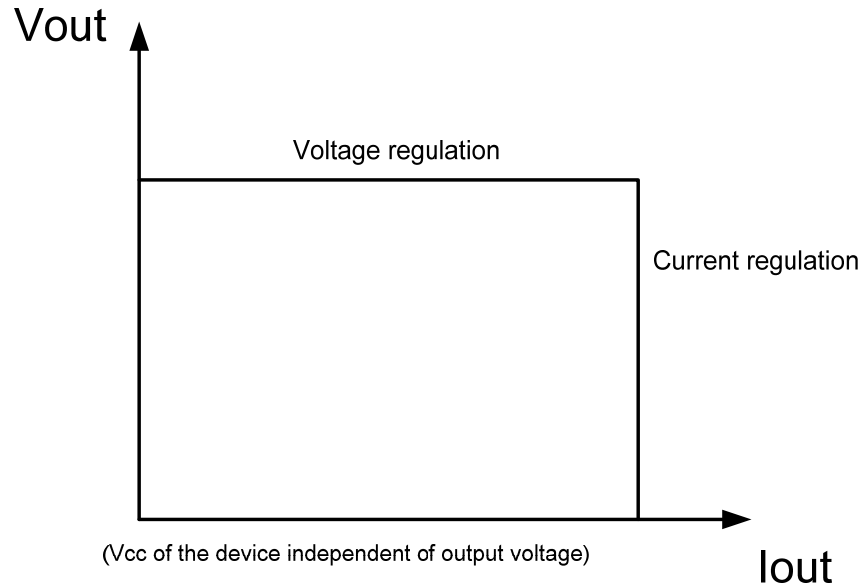 Vout
Voltage regulation
Current regulation
(Vcc of the device independent of output voltage)
Iout